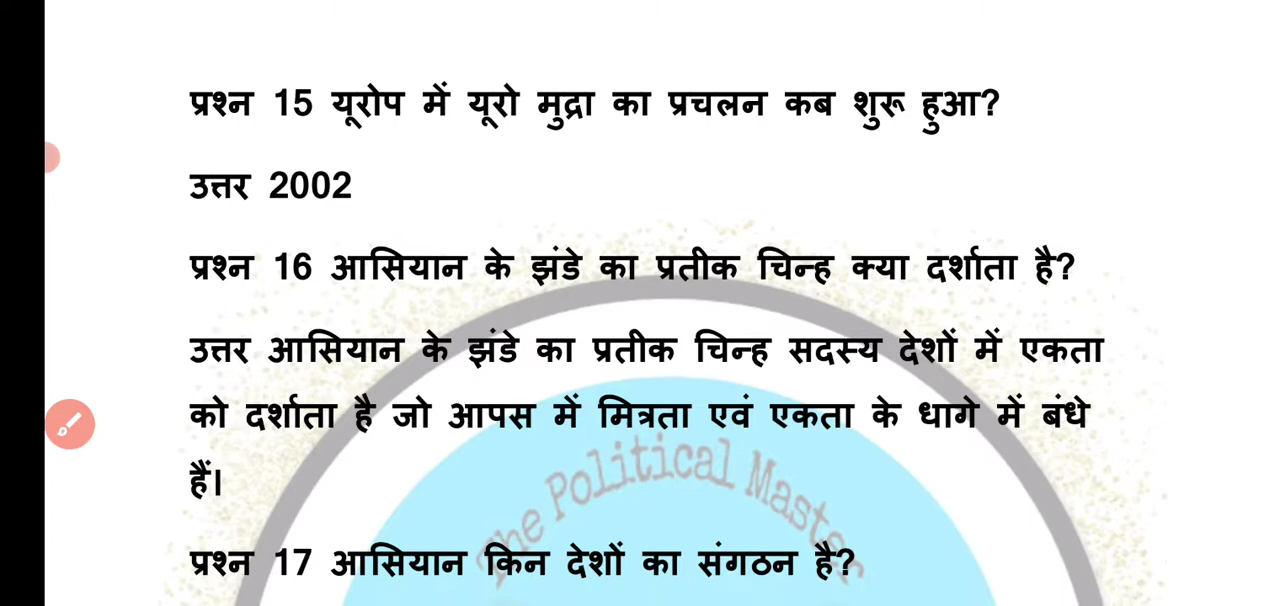 प्रश्न 15 यूरोप में यूरो मुद्रा का प्रचलन कब शुरू हुआ?
उत्तर 2002
प्रश्न 16 आसियान के झंडे का प्रतीक चिन्ह क्या दर्शाता है?
उत्तर आसियान के झंडे का प्रतीक चिन्ह सदस्य देशों में एकता
को दर्शाता है जो आपस में मित्रता एवं एकता के धागे में बंधे
हैं।
The Political Master
प्रश्न 17 आसियान किन देशों का संगठन है?